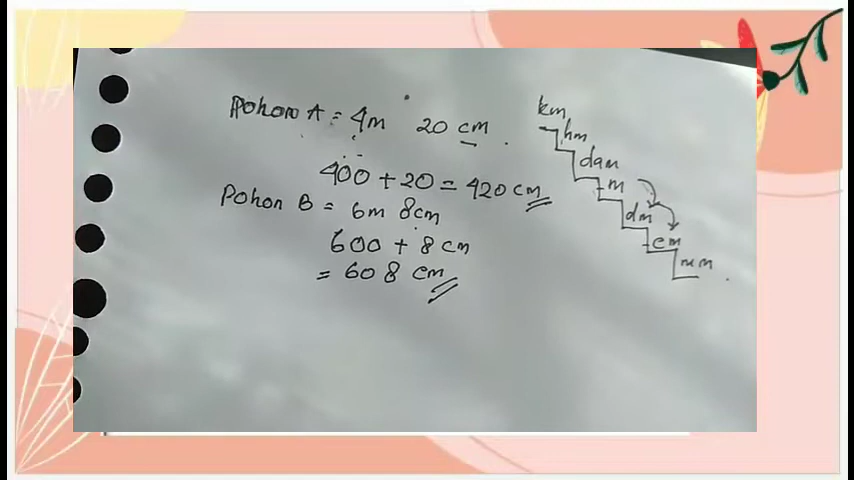 Pohon A = 4m 20 cm.
400 + 20 = 420 cm
Pohon B = 6m 8cm
600 + 8 cm
= 608 cm
km
hm
dam
m
dm
cm
mm